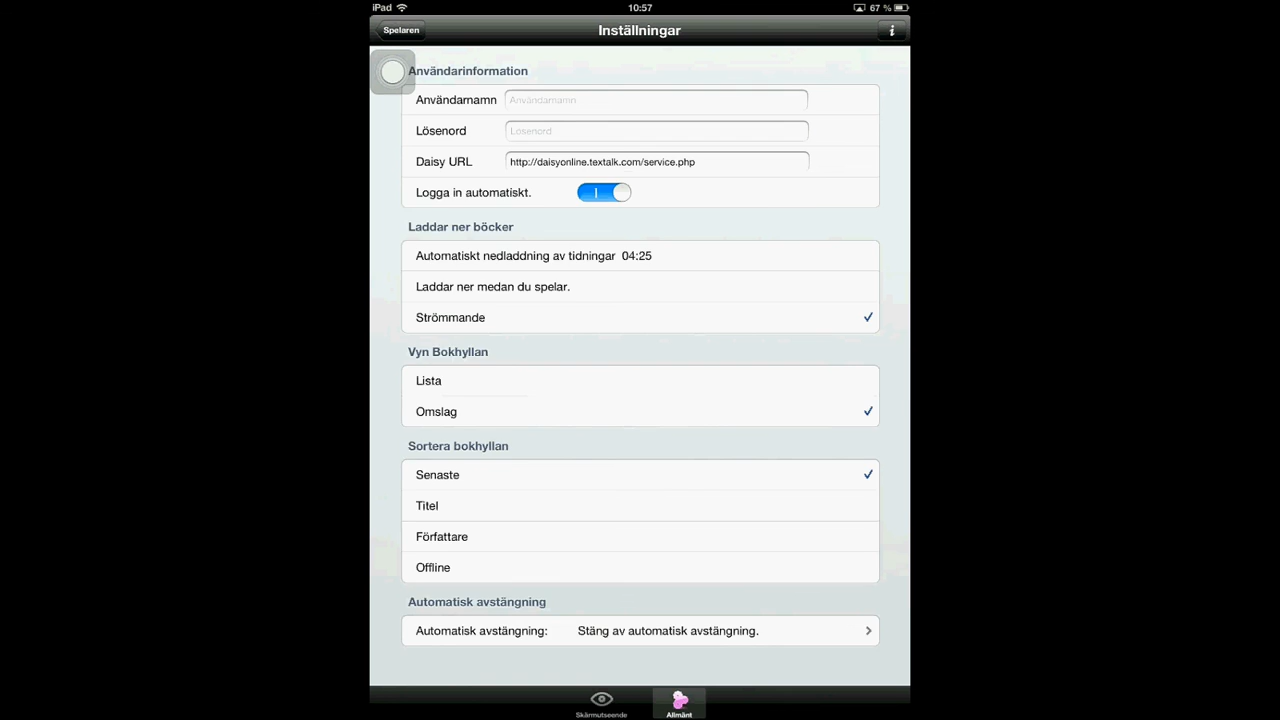 iPad 10:57 67 %
Spelaren Inställningar i
Användarinformation
Användarnamn Användarnamn
Lösenord Lösenord
Daisy URL http://daisyonline.textalk.com/service.php
Logga in automatiskt.
Laddar ner böcker
Automatiskt nedladdning av tidningar 04:25
Laddar ner medan du spelar.
Strömmande
Vyn Bokhyllan
Lista
Omslag
Sortera bokhyllan
Senaste
Titel
Författare
Offline
Automatisk avstängning
Automatisk avstängning: Stäng av automatisk avstängning.
Skärmutseende Allmänt